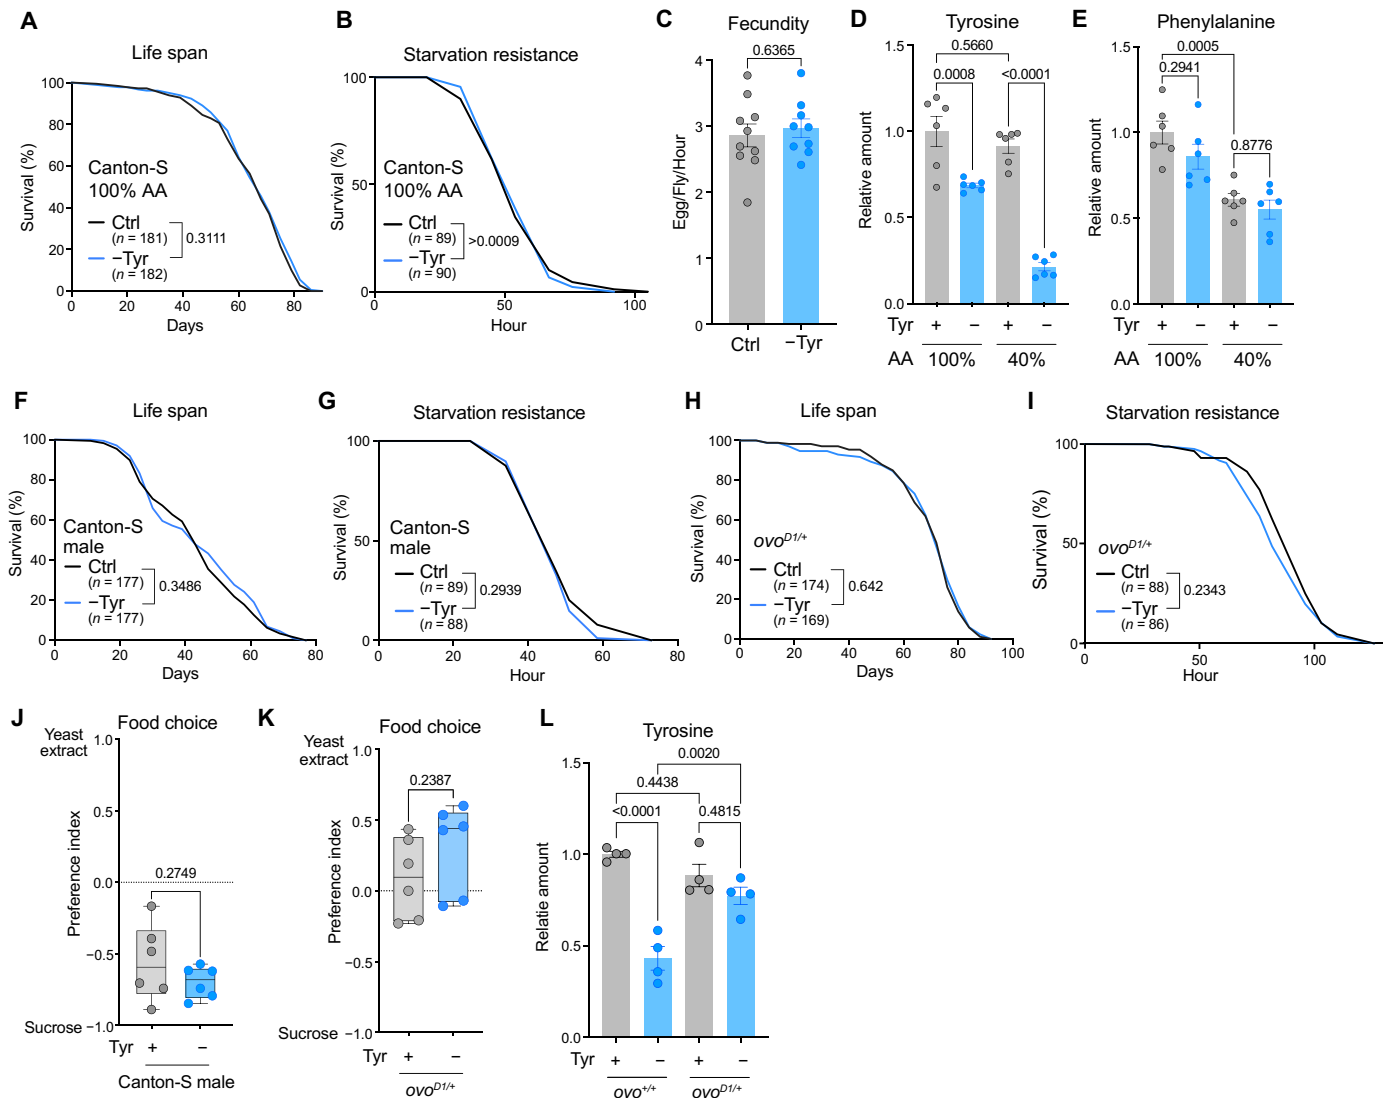 A
Life span
Survival (%)
100
80
60
40
20
0
Canton-S
100% AA
Ctrl
(n = 181)
−Tyr
(n = 182)
0.3111
0
20
40
60
80
Days
B
Starvation resistance
Survival (%)
100
50
0
Canton-S
100% AA
Ctrl
(n = 89)
−Tyr
(n = 90)
>0.0009
0
50
100
Hour
C
Fecundity
0.6365
Egg/Fly/Hour
4
3
2
1
0
Ctrl
−Tyr
D
Tyrosine
0.5660
0.0008
<0.0001
Relative amount
1.5
1.0
0.5
0.0
Tyr + − + −
AA 100% 40%
E
Phenylalanine
0.0005
0.2941
0.8776
Relative amount
1.5
1.0
0.5
0.0
Tyr + − + −
AA 100% 40%
F
Life span
Survival (%)
100
80
60
40
20
0
Canton-S
male
Ctrl
(n = 177)
−Tyr
(n = 177)
0.3486
0
20
40
60
80
Days
G
Starvation resistance
Survival (%)
100
50
0
Canton-S
male
Ctrl
(n = 89)
−Tyr
(n = 88)
0.2939
0
20
40
60
80
Hour
H
Life span
Survival (%)
100
80
60
40
20
0
ovoD1/+
Ctrl
(n = 174)
−Tyr
(n = 169)
0.642
0
20
40
60
80
100
Days
I
Starvation resistance
Survival (%)
100
50
0
ovoD1/+
Ctrl
(n = 88)
−Tyr
(n = 86)
0.2343
0
50
100
Hour
J
Food choice
Yeast
extract
Preference index
1.0
0.5
0.0
−0.5
−1.0
0.2749
Sucrose
Tyr + −
Canton-S male
K
Food choice
Yeast
extract
Preference index
1.0
0.5
0.0
−0.5
−1.0
0.2387
Sucrose
Tyr + −
ovoD1/+
L
Tyrosine
0.0020
0.4438
<0.0001
0.4815
Relatie amount
1.5
1.0
0.5
0.0
Tyr + − + −
ovo+/+ ovoD1/+